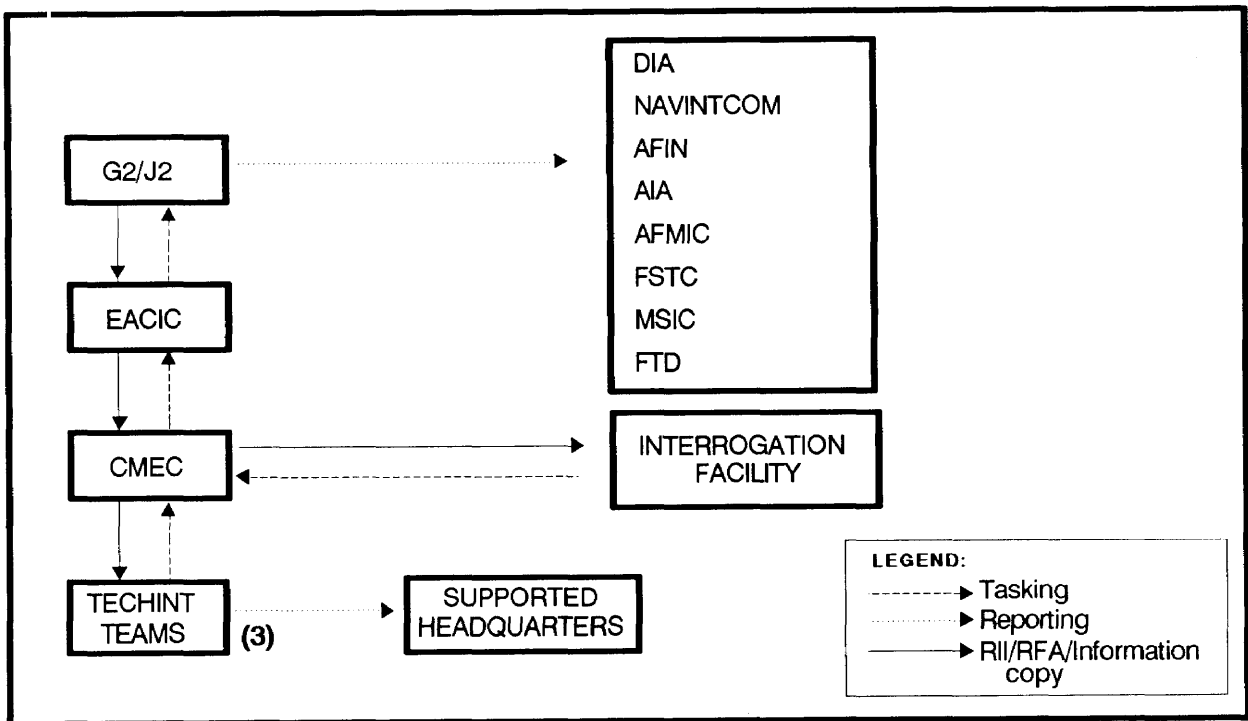 G2/J2
EACIC
CMEC
TECHINT
TEAMS
(3)
SUPPORTED
HEADQUARTERS
DIA
NAVINTCOM
AFIN
AIA
AFMIC
FSTC
MSIC
FTD
INTERROGATION
FACILITY
LEGEND:
Tasking
Reporting
RII/RFA/Information
copy